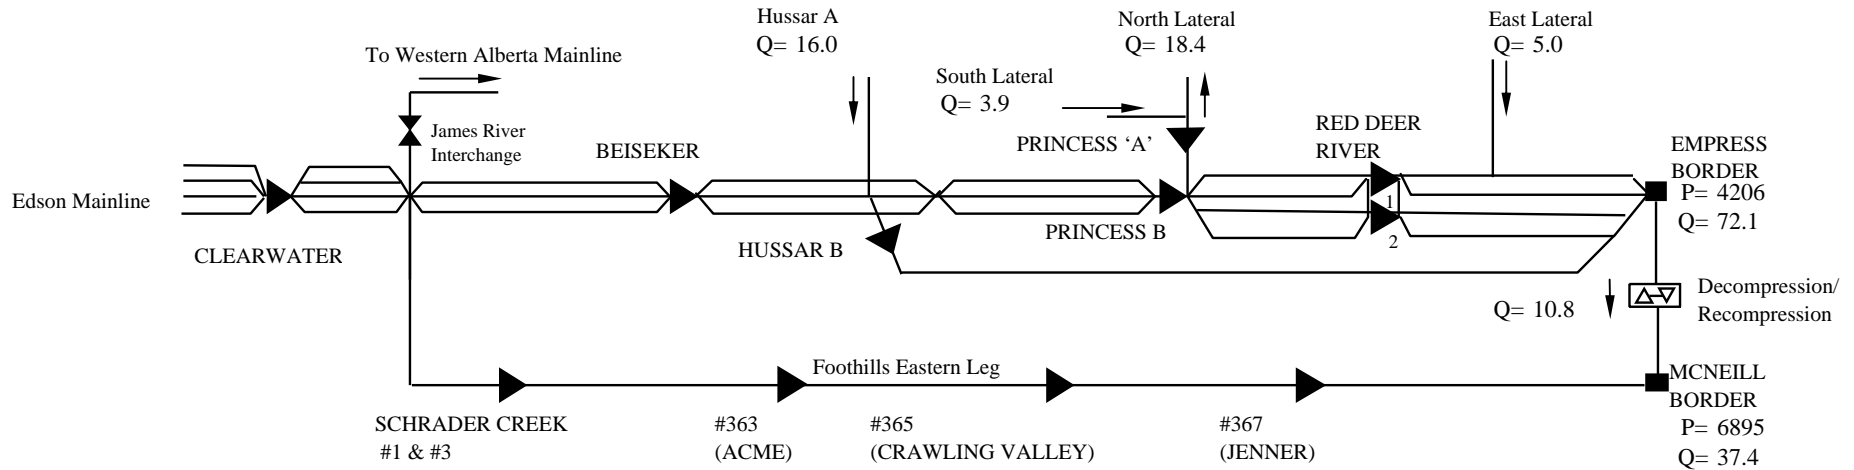 Hussar A
Q= 16.0
North Lateral
Q= 18.4
East Lateral
Q= 5.0
To Western Alberta Mainline
South Lateral
Q= 3.9
James River
Interchange
BEISEKER
PRINCESS ‘A’
RED DEER
RIVER
EMPRESS
BORDER
P= 4206
Q= 72.1
Edson Mainline
1
2
CLEARWATER
HUSSAR B
PRINCESS B
Q= 10.8
Decompression/
Recompression
Foothills Eastern Leg
MCNEILL
BORDER
P= 6895
Q= 37.4
SCHRADER CREEK
#1 & #3
#363
(ACME)
#365
(CRAWLING VALLEY)
#367
(JENNER)